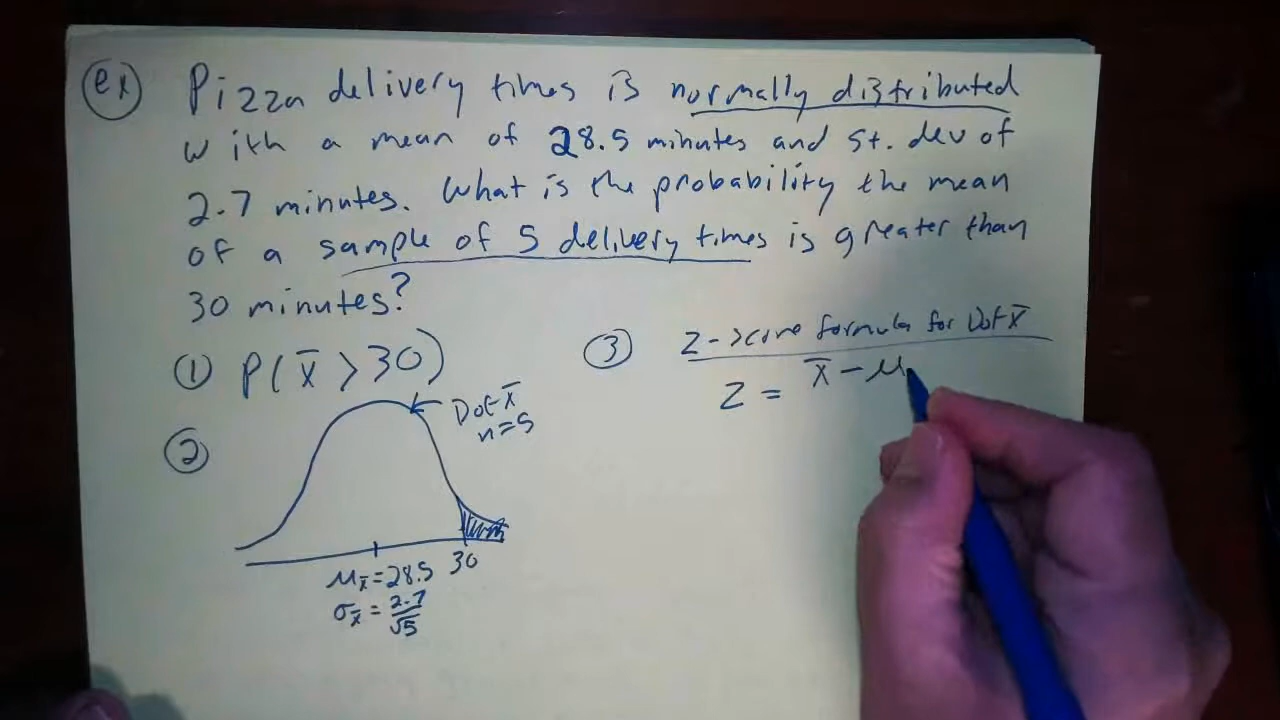 ex Pizza delivery times is normally distributed
with a mean of 28.5 minutes and st. dev of
2.7 minutes. What is the probability the mean
of a sample of 5 delivery times is greater than
30 minutes?
① P( x̄ > 30)
②
Dot x̄
n=5
μx̄ = 28.5
30
σx̄ = 2.7/√5
③ Z-score formula for Dot x̄
Z = x̄ - μ